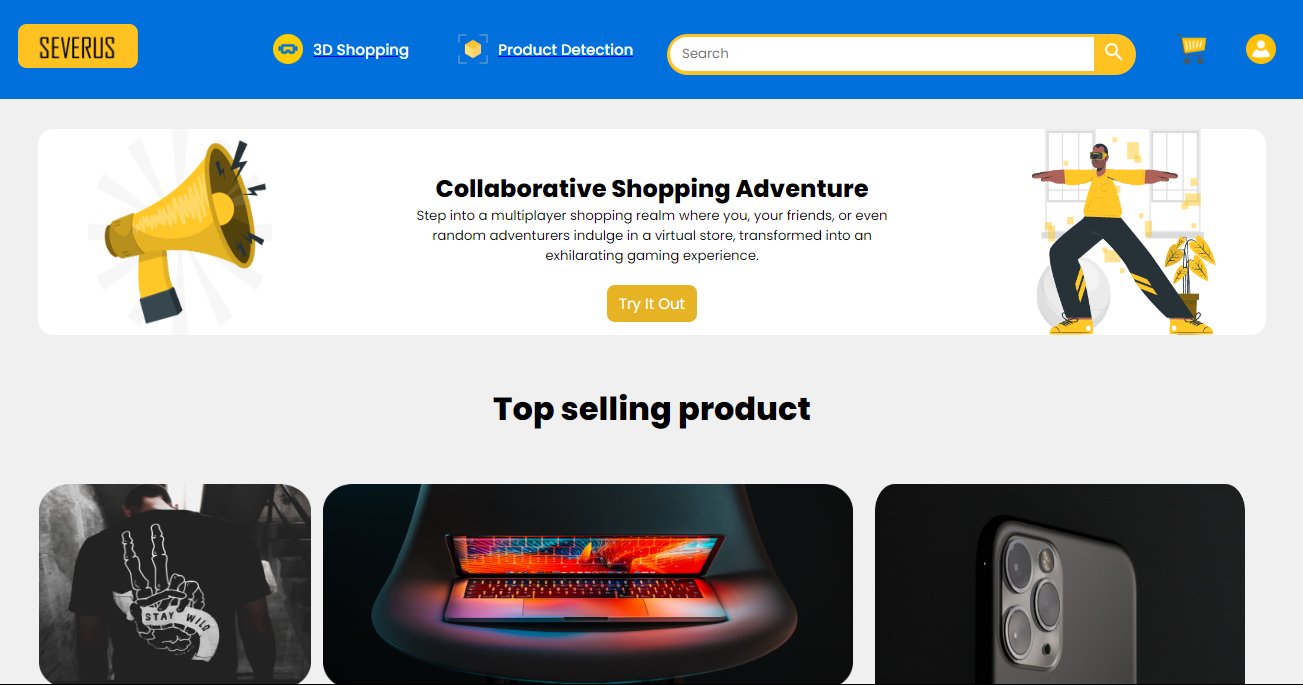 SEVERUS
3D Shopping
Product Detection
Search
Collaborative Shopping Adventure
Step into a multiplayer shopping realm where you, your friends, or even
random adventurers indulge in a virtual store, transformed into an
exhilarating gaming experience.
Try It Out
Top selling product
STAY WILD